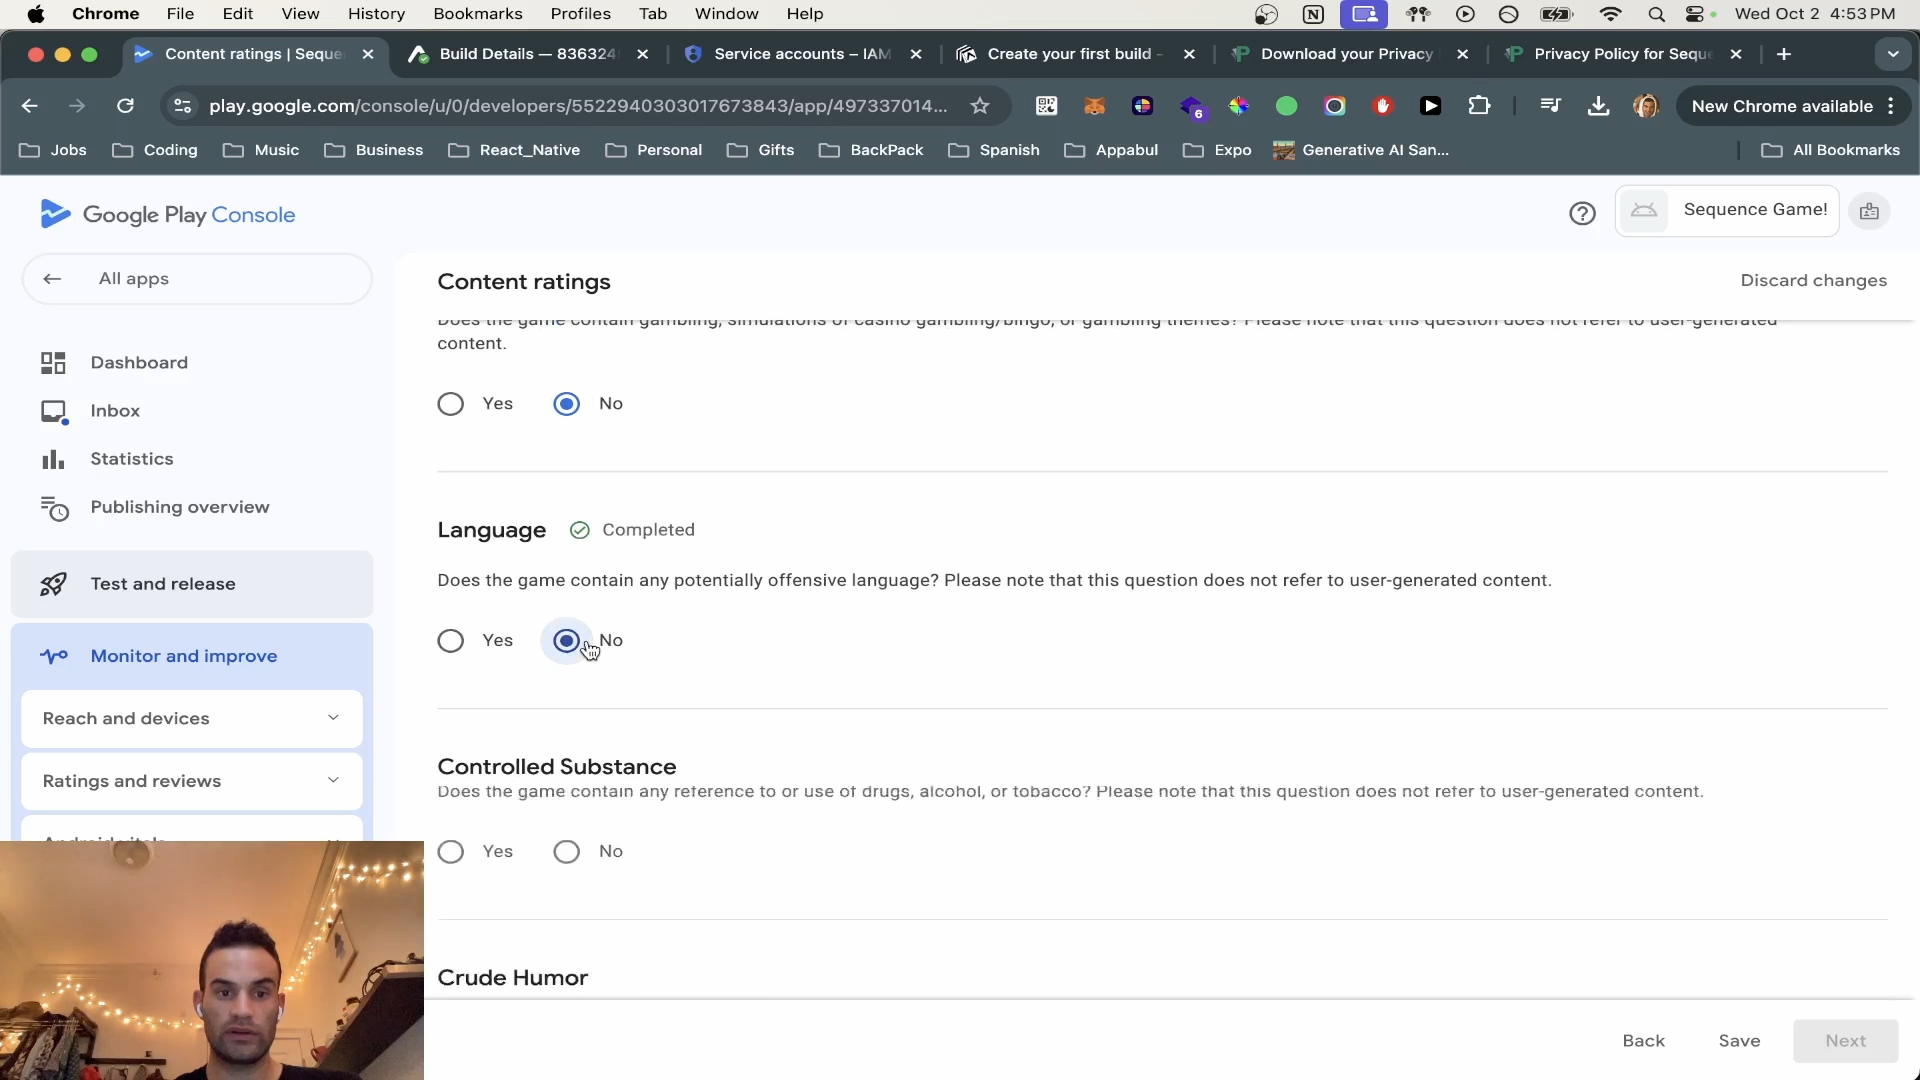 Chrome File Edit View History Bookmarks Profiles Tab Window Help Wed Oct 2 4:53 PM
Content ratings | Seque Build Details — 836324 Service accounts – IAM Create your first build - Download your Privacy Privacy Policy for Seque
play.google.com/console/u/0/developers/5522940303017673843/app/497337014... 6 New Chrome available
Jobs Coding Music Business React_Native Personal Gifts BackPack Spanish Appabul Expo Generative AI San... All Bookmarks
Google Play Console
Sequence Game!
All apps
Dashboard
Inbox
Statistics
Publishing overview
Test and release
Monitor and improve
Reach and devices
Ratings and reviews
Content ratings
Discard changes
Does the game contain gambling, simulations of casino gambling/bingo, or gambling themes? Please note that this question does not refer to user-generated
content.
Yes No
Language Completed
Does the game contain any potentially offensive language? Please note that this question does not refer to user-generated content.
Yes No
Controlled Substance
Does the game contain any reference to or use of drugs, alcohol, or tobacco? Please note that this question does not refer to user-generated content.
Yes No
Crude Humor
Back Save Next